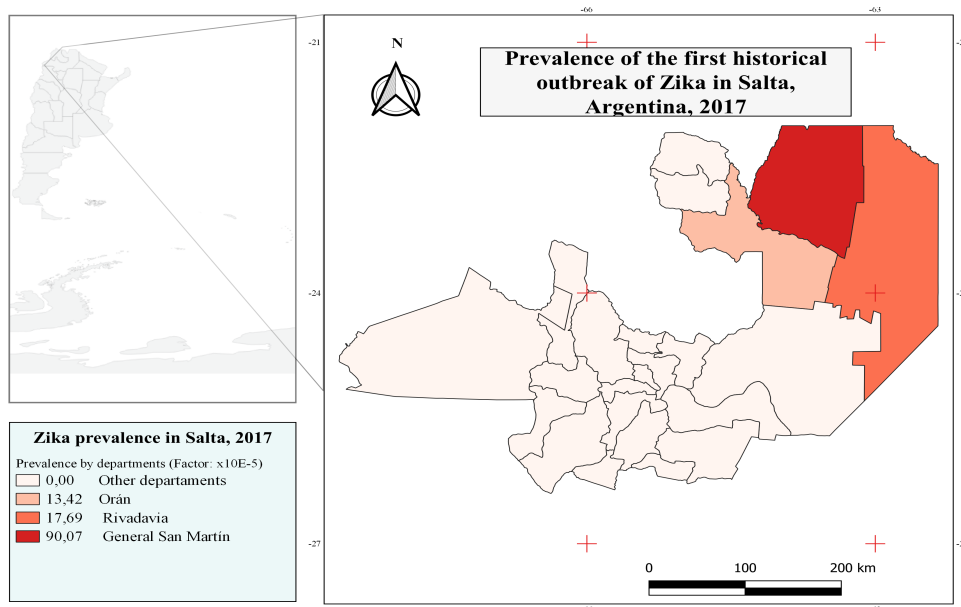 -66
-63
-21
N
Prevalence of the first historical
outbreak of Zika in Salta,
Argentina, 2017
-24
Zika prevalence in Salta, 2017
Prevalence by departments (Factor: x10E-5)
0,00 Other departaments
13,42 Orán
17,69 Rivadavia
90,07 General San Martín
-27
0 100 200 km